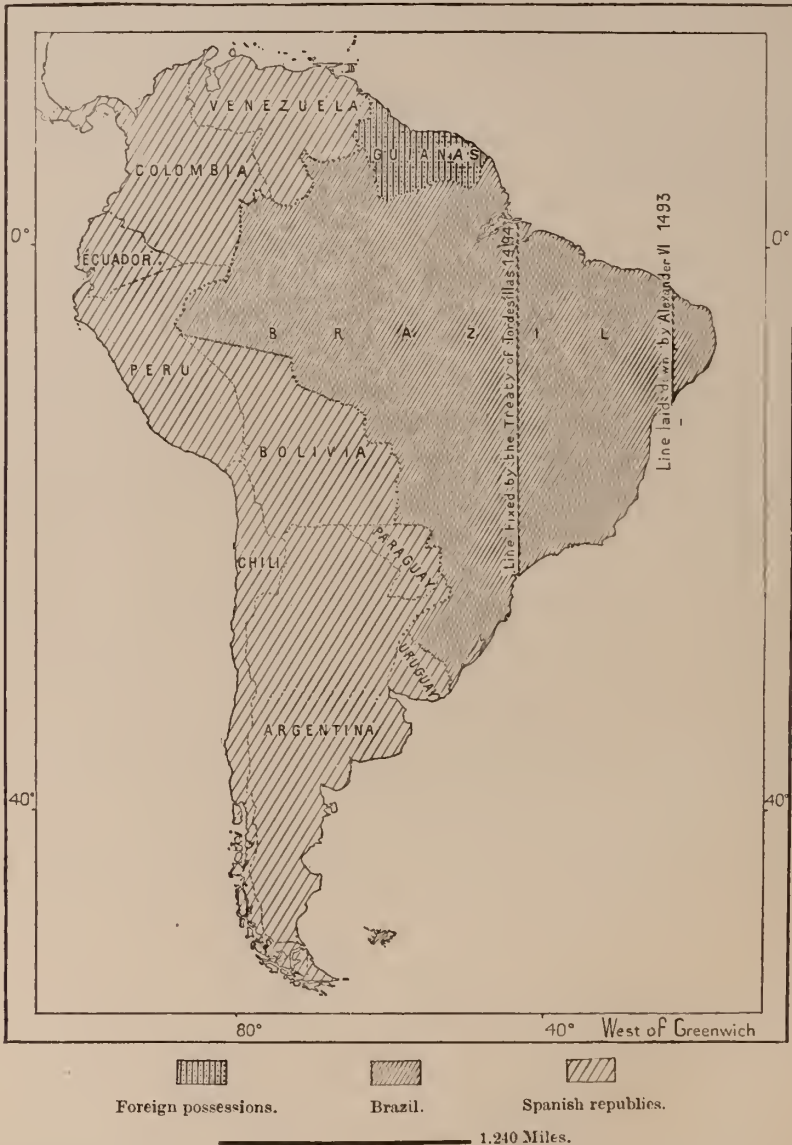 VENEZUELA
GUIANAS
COLOMBIA
0°
0°
ECUADOR
BRAZIL
PERU
Line Fixed by the Treaty of Tordesillas 1494
Line laid down by Alexander VI 1493
BOLIVIA
PARAGUAY
CHILI
URUGUAY
ARGENTINA
40°
40°
80°
40°
West of Greenwich
Foreign possessions.
Brazil.
Spanish republics.
1,240 Miles.